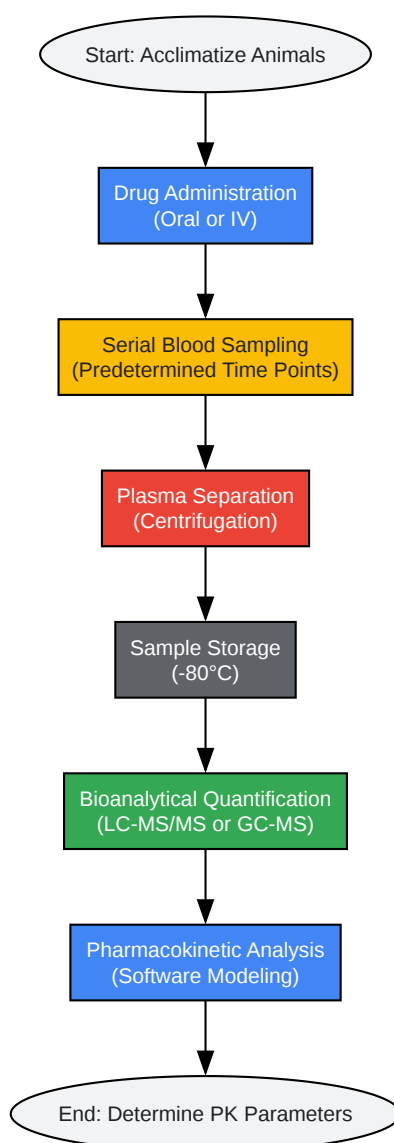 Start: Acclimatize Animals
Drug Administration
(Oral or IV)
Serial Blood Sampling
(Predetermined Time Points)
Plasma Separation
(Centrifugation)
Sample Storage
(-80°C)
Bioanalytical Quantification
(LC-MS/MS or GC-MS)
Pharmacokinetic Analysis
(Software Modeling)
End: Determine PK Parameters